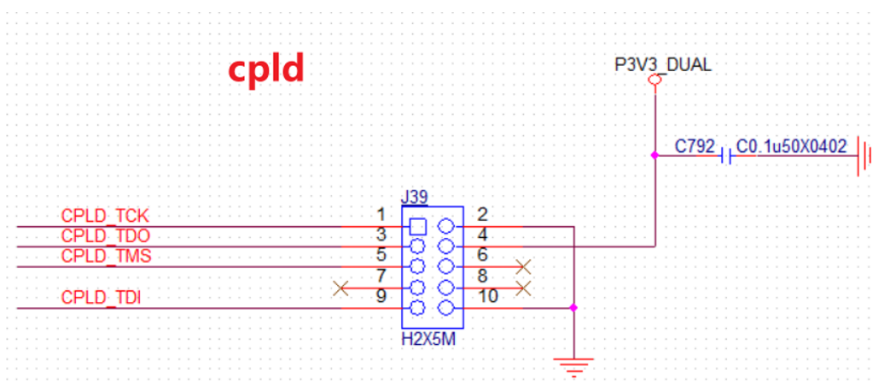 cpld
P3V3_DUAL
C792 C0.1u50X0402
J39
CPLD_TCK 1 2
CPLD_TDO 3 4
CPLD_TMS 5 6
7 8
CPLD_TDI 9 10
H2X5M